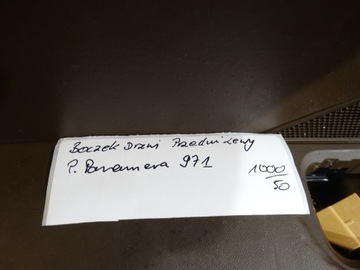 Boczek Drzwi Przedni Lewy
P. Panamera 971
1000
50